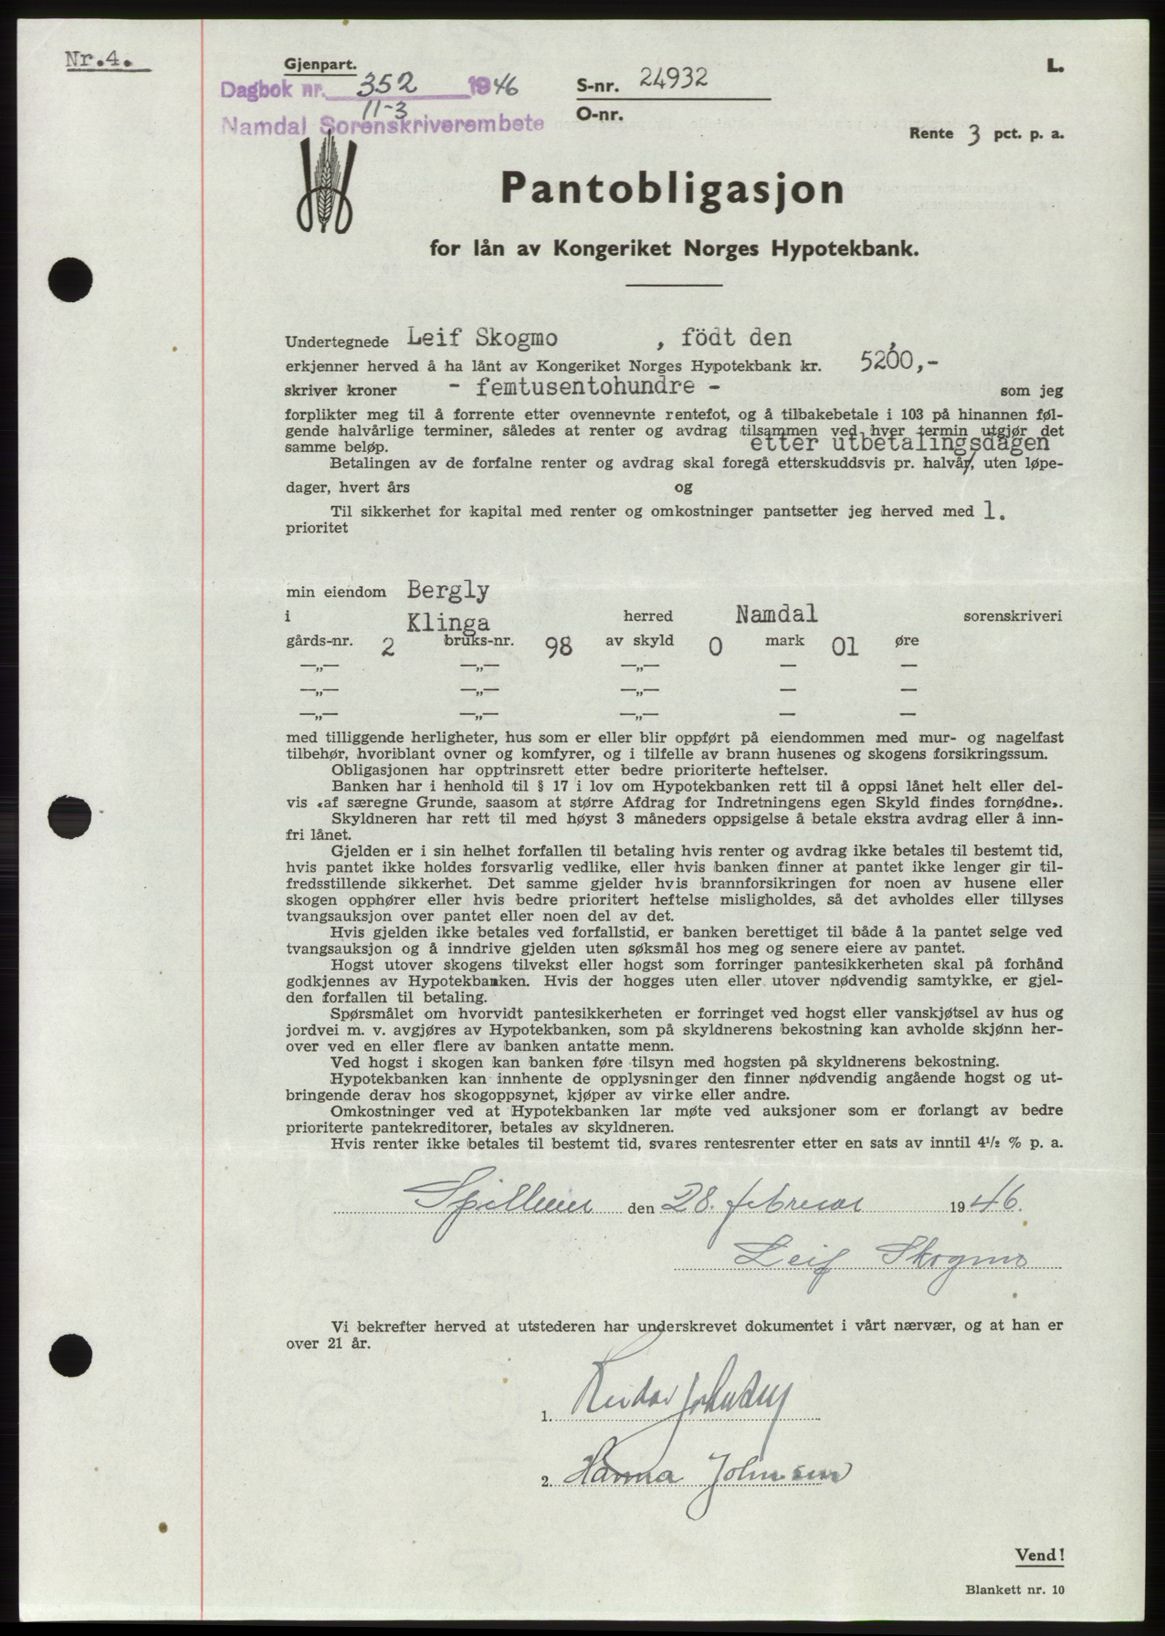 Nr.4.
Gjenpart.
L.
Dagbok nr. 352 1946
S-nr. 24932
11-3
O-nr.
Namdal Sorenskriverembete
Rente 3 pct. p. a.
Pantobligasjon
for lån av Kongeriket Norges Hypotekbank.
Undertegnede Leif Skogmo , födt den ,
erkjenner herved å ha lånt av Kongeriket Norges Hypotekbank kr. 5200,-
skriver kroner - femtusentohundre - som jeg
forplikter meg til å forrente etter ovennevnte rentefot, og å tilbakebetale i 103 på hinannen føl-
gende halvårlige terminer, således at renter og avdrag tilsammen ved hver termin utgjør det
samme beløp. etter utbetalingsdagen
Betalingen av de forfalne renter og avdrag skal foregå etterskuddsvis pr. halvår, uten løpe-
dager, hvert års og
Til sikkerhet for kapital med renter og omkostninger pantsetter jeg herved med 1.
prioritet
min eiendom Bergly
i Klinga herred Namdal sorenskriveri
gårds-nr. 2 bruks-nr. 98 av skyld 0 mark 01 øre
—„— —„— —„— — —
—„— —„— —„— — —
—„— —„— —„— — —
med tilliggende herligheter, hus som er eller blir oppført på eiendommen med mur- og nagelfast
tilbehør, hvoriblant ovner og komfyrer, og i tilfelle av brann husenes og skogens forsikringssum.
Obligasjonen har opptrinsrett etter bedre prioriterte heftelser.
Banken har i henhold til § 17 i lov om Hypotekbanken rett til å oppsi lånet helt eller del-
vis «af særegne Grunde, saasom at større Afdrag for Indretningens egen Skyld findes fornødne».
Skyldneren har rett til med høyst 3 måneders oppsigelse å betale ekstra avdrag eller å inn-
fri lånet.
Gjelden er i sin helhet forfallen til betaling hvis renter og avdrag ikke betales til bestemt tid,
hvis pantet ikke holdes forsvarlig vedlike, eller hvis banken finner at pantet ikke lenger gir til-
fredsstillende sikkerhet. Det samme gjelder hvis brannforsikringen for noen av husene eller
skogen opphører eller hvis bedre prioritert heftelse misligholdes, så det avholdes eller tillyses
tvangsauksjon over pantet eller noen del av det.
Hvis gjelden ikke betales ved forfallstid, er banken berettiget til både å la pantet selge ved
tvangsauksjon og å inndrive gjelden uten søksmål hos meg og senere eiere av pantet.
Hogst utover skogens tilvekst eller hogst som forringer pantesikkerheten skal på forhånd
godkjennes av Hypotekbanken. Hvis der hogges uten eller utover nødvendig samtykke, er gjel-
den forfallen til betaling.
Spørsmålet om hvorvidt pantesikkerheten er forringet ved hogst eller vanskjøtsel av hus og
jordvei m. v. avgjøres av Hypotekbanken, som på skyldnerens bekostning kan avholde skjønn her-
over ved en eller flere av banken antatte menn.
Ved hogst i skogen kan banken føre tilsyn med hogsten på skyldnerens bekostning.
Hypotekbanken kan innhente de opplysninger den finner nødvendig angående hogst og ut-
bringende derav hos skogoppsynet, kjøper av virke eller andre.
Omkostninger ved at Hypotekbanken lar møte ved auksjoner som er forlangt av bedre
prioriterte pantekreditorer, betales av skyldneren.
Hvis renter ikke betales til bestemt tid, svares rentesrenter etter en sats av inntil 4½ % p. a.
Spillum den 28. februar 1946.
Leif Skogmo
Vi bekrefter herved at utstederen har underskrevet dokumentet i vårt nærvær, og at han er
over 21 år.
1. Reidar Johnsen
2. Hanna Johnsen
Vend!
Blankett nr. 10